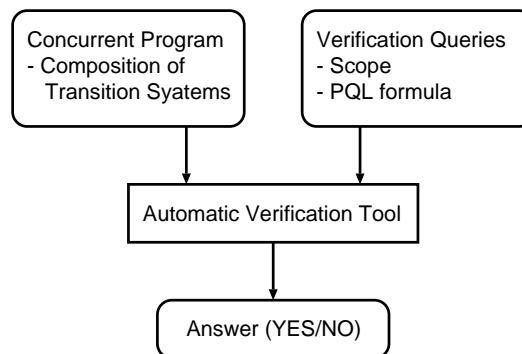 Concurrent Program
- Composition of
Transition Syatems
Verification Queries
- Scope
- PQL formula
Automatic Verification Tool
Answer (YES/NO)